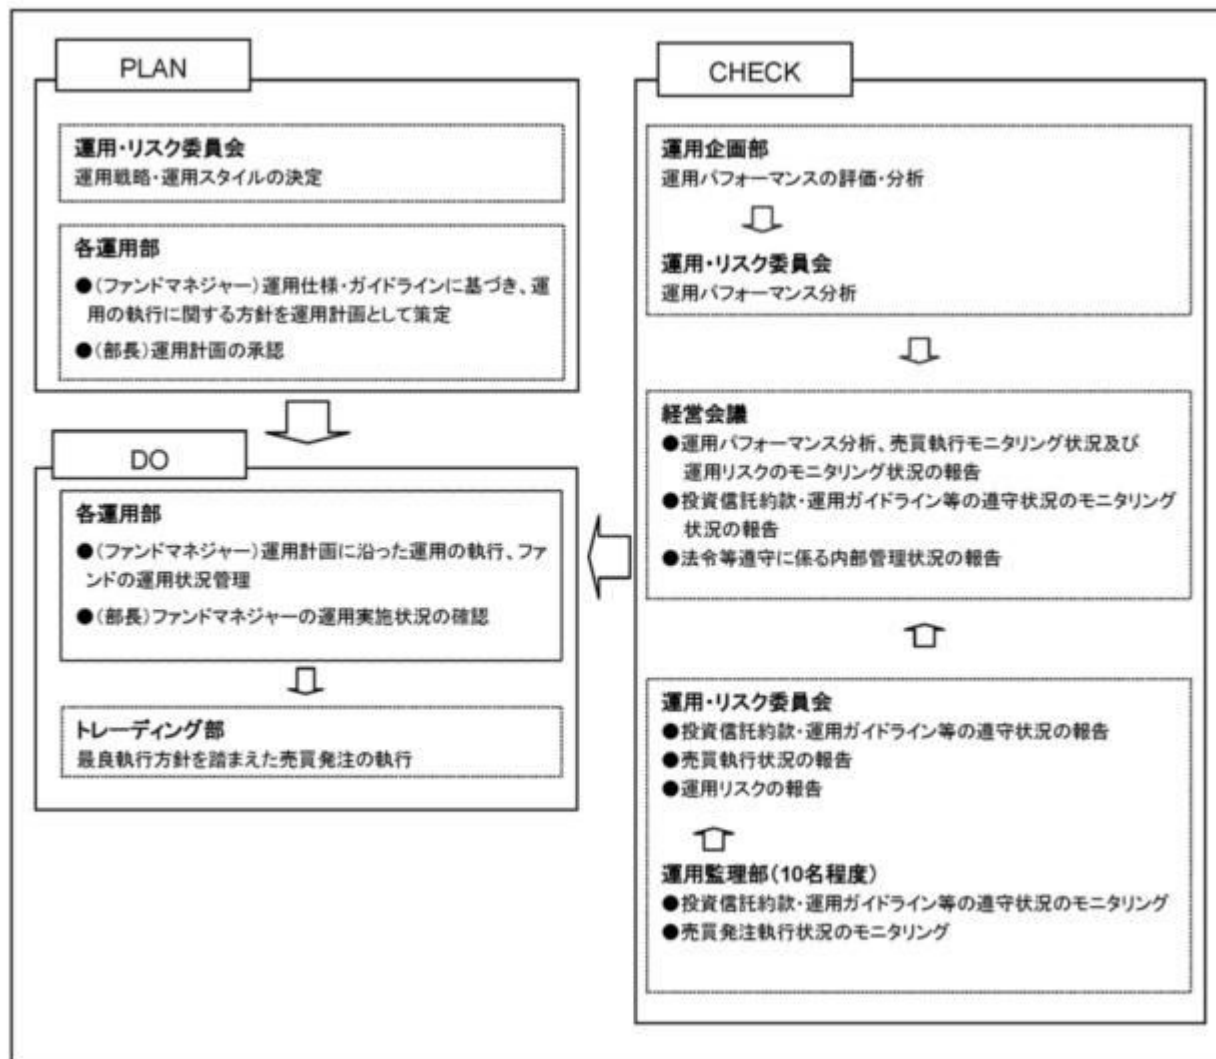 PLAN
運用・リスク委員会
運用戦略・運用スタイルの決定
各運用部
●(ファンドマネジャー)運用仕様・ガイドラインに基づき、運
用の執行に関する方針を運用計画として策定
●(部長)運用計画の承認
DO
各運用部
●(ファンドマネジャー)運用計画に沿った運用の執行、ファ
ンドの運用状況管理
●(部長)ファンドマネジャーの運用実施状況の確認
トレーディング部
最良執行方針を踏まえた売買発注の執行
CHECK
運用企画部
運用パフォーマンスの評価・分析
運用・リスク委員会
運用パフォーマンス分析
経営会議
●運用パフォーマンス分析、売買執行モニタリング状況及び
運用リスクのモニタリング状況の報告
●投資信託約款・運用ガイドライン等の遵守状況のモニタリング
状況の報告
●法令等遵守に係る内部管理状況の報告
運用・リスク委員会
●投資信託約款・運用ガイドライン等の遵守状況の報告
●売買執行状況の報告
●運用リスクの報告
運用監理部(10名程度)
●投資信託約款・運用ガイドライン等の遵守状況のモニタリング
●売買発注執行状況のモニタリング